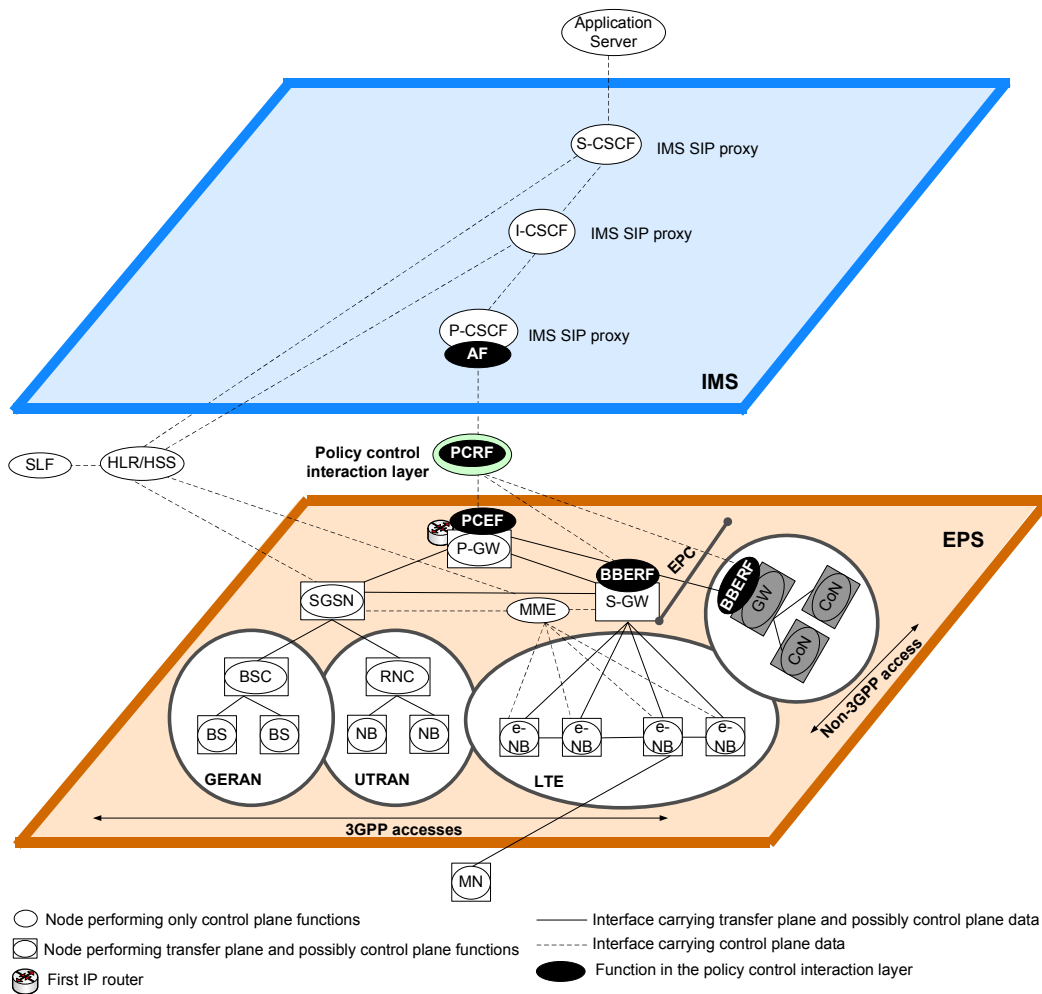 Application
Server
S-CSCF
IMS SIP proxy
I-CSCF
IMS SIP proxy
P-CSCF
IMS SIP proxy
AF
IMS
Policy control
interaction layer
PCRF
SLF
HLR/HSS
PCEF
P-GW
EPS
EPC
BBERF
S-GW
BBERF
GW
CoN
CoN
SGSN
MME
Non-3GPP access
BSC
BS
BS
GERAN
RNC
NB
NB
UTRAN
e-
NB
e-
NB
e-
NB
e-
NB
LTE
3GPP accesses
MN
Node performing only control plane functions
Node performing transfer plane and possibly control plane functions
First IP router
Interface carrying transfer plane and possibly control plane data
Interface carrying control plane data
Function in the policy control interaction layer